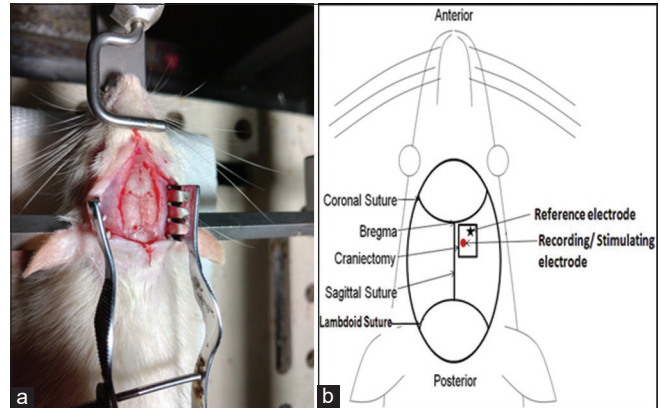 a
Anterior
Coronal Suture
Bregma
Craniectomy
Sagittal Suture
Lambdoid Suture
Reference electrode
Recording/ Stimulating
electrode
Posterior
b